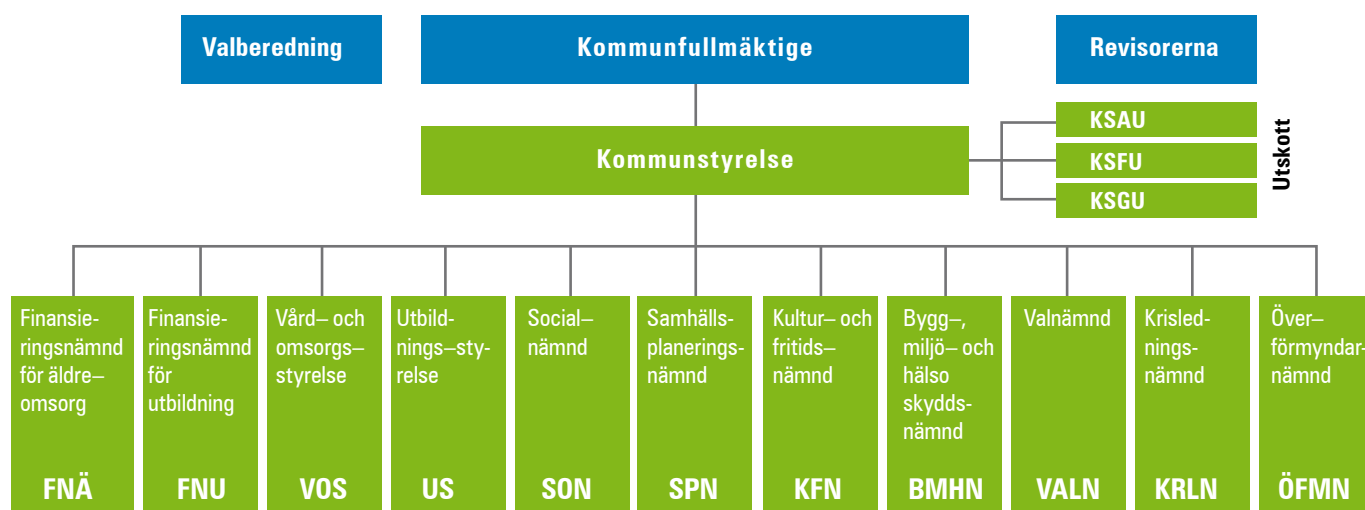 Valberedning
Kommunfullmäktige
Revisorerna
Kommunstyrelse
KSAU
KSFU
KSGU
Utskott
Finansie-
ringsnämnd
för äldre–
omsorg
FNÄ
Finansie-
ringsnämnd
för
utbildning
FNU
Vård– och
omsorgs–
styrelse
VOS
Utbild-
nings–sty-
relse
US
Social–
nämnd
SON
Samhälls-
planerings-
nämnd
SPN
Kultur– och
fritids–
nämnd
KFN
Bygg–,
miljö– och
hälso
skydds-
nämnd
BMHN
Valnämnd
VALN
Krisled-
nings-
nämnd
KRLN
Över–
förmyndar-
nämnd
ÖFMN